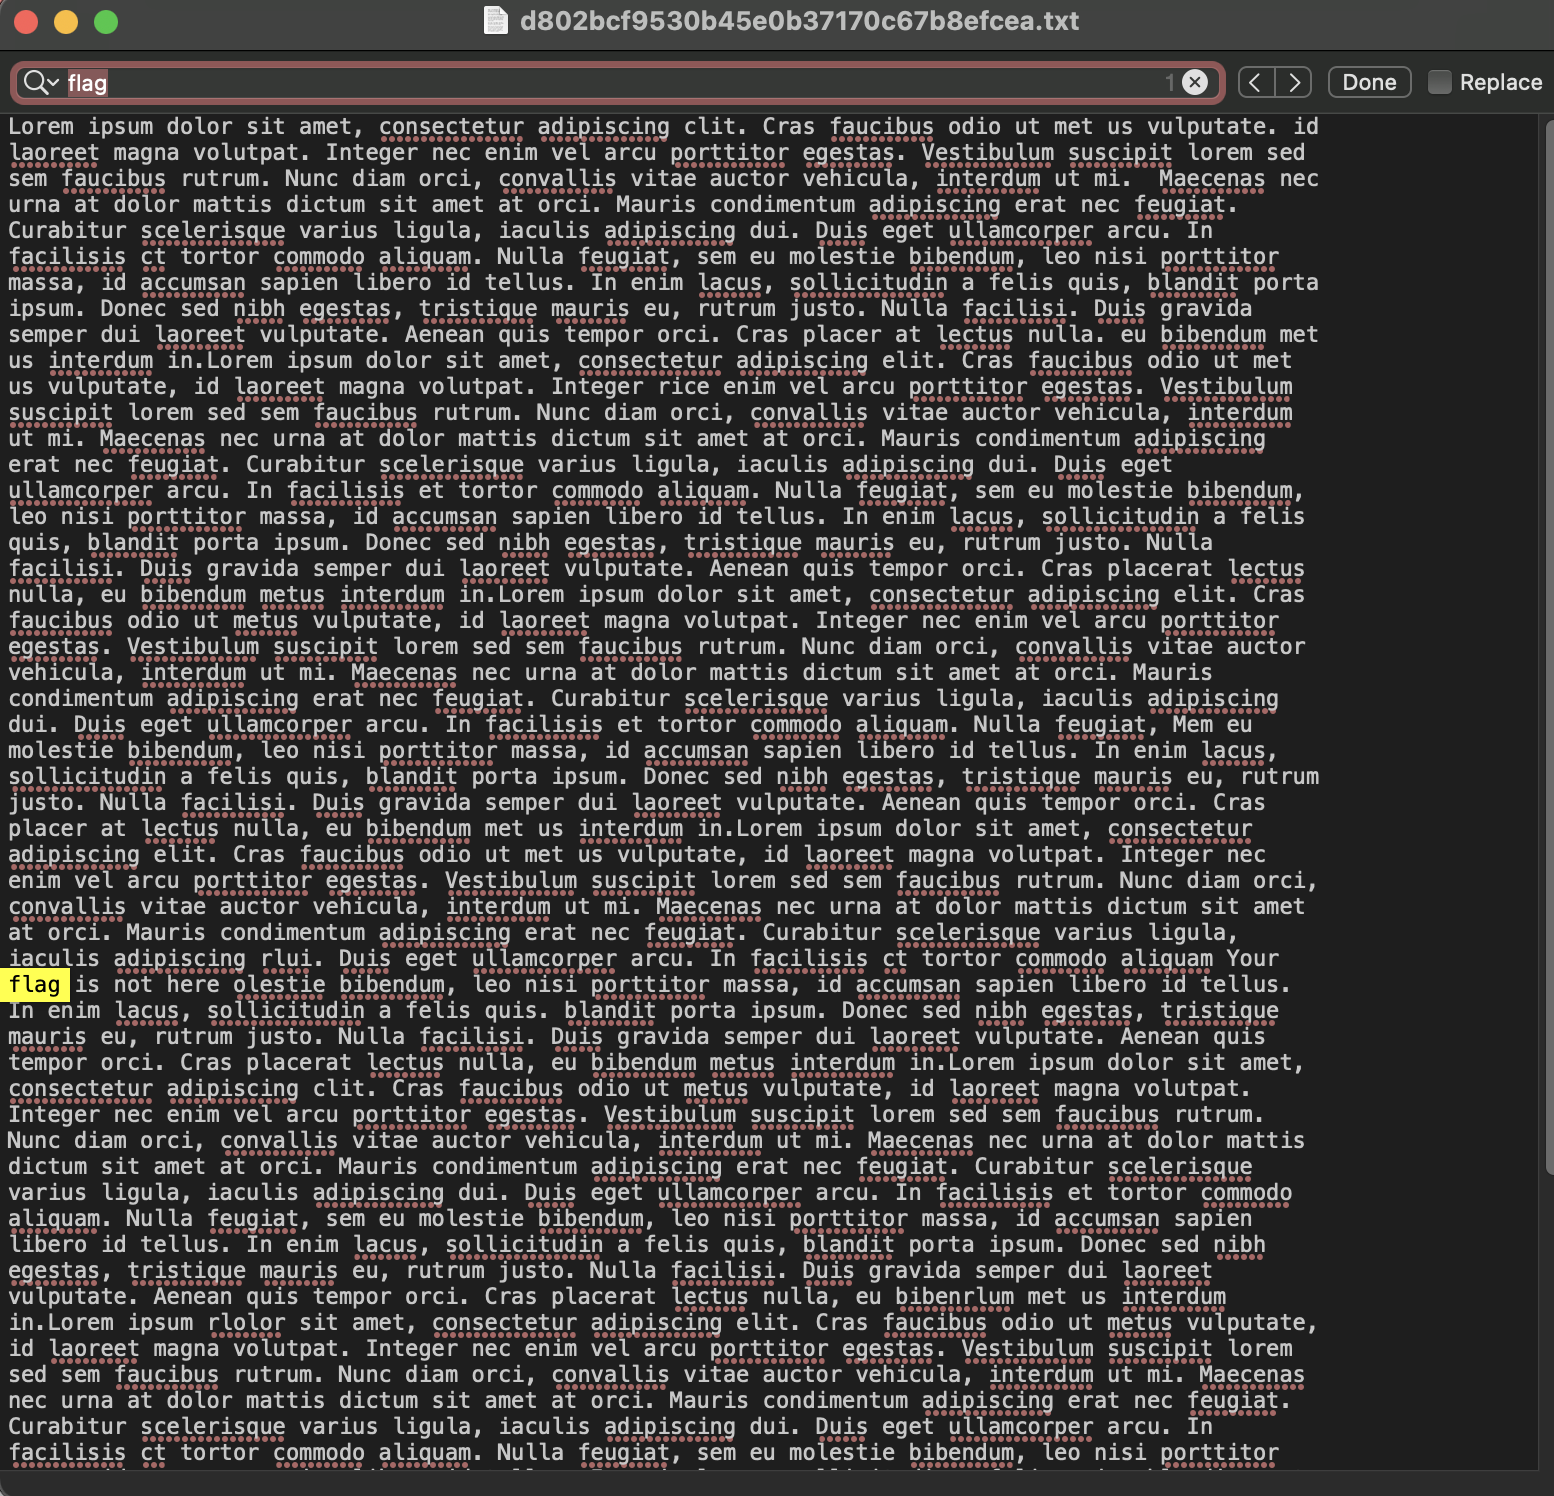 d802bcf9530b45e0b37170c67b8efcea.txt
flag 1 Done Replace
Lorem ipsum dolor sit amet, consectetur adipiscing clit. Cras faucibus odio ut met us vulputate. id
laoreet magna volutpat. Integer nec enim vel arcu porttitor egestas. Vestibulum suscipit lorem sed
sem faucibus rutrum. Nunc diam orci, convallis vitae auctor vehicula, interdum ut mi.  Maecenas nec
urna at dolor mattis dictum sit amet at orci. Mauris condimentum adipiscing erat nec feugiat.
Curabitur scelerisque varius ligula, iaculis adipiscing dui. Duis eget ullamcorper arcu. In
facilisis ct tortor commodo aliquam. Nulla feugiat, sem eu molestie bibendum, leo nisi porttitor
massa, id accumsan sapien libero id tellus. In enim lacus, sollicitudin a felis quis, blandit porta
ipsum. Donec sed nibh egestas, tristique mauris eu, rutrum justo. Nulla facilisi. Duis gravida
semper dui laoreet vulputate. Aenean quis tempor orci. Cras placer at lectus nulla. eu bibendum met
us interdum in.Lorem ipsum dolor sit amet, consectetur adipiscing elit. Cras faucibus odio ut met
us vulputate, id laoreet magna volutpat. Integer rice enim vel arcu porttitor egestas. Vestibulum
suscipit lorem sed sem faucibus rutrum. Nunc diam orci, convallis vitae auctor vehicula, interdum
ut mi. Maecenas nec urna at dolor mattis dictum sit amet at orci. Mauris condimentum adipiscing
erat nec feugiat. Curabitur scelerisque varius ligula, iaculis adipiscing dui. Duis eget
ullamcorper arcu. In facilisis et tortor commodo aliquam. Nulla feugiat, sem eu molestie bibendum,
leo nisi porttitor massa, id accumsan sapien libero id tellus. In enim lacus, sollicitudin a felis
quis, blandit porta ipsum. Donec sed nibh egestas, tristique mauris eu, rutrum justo. Nulla
facilisi. Duis gravida semper dui laoreet vulputate. Aenean quis tempor orci. Cras placerat lectus
nulla, eu bibendum metus interdum in.Lorem ipsum dolor sit amet, consectetur adipiscing elit. Cras
faucibus odio ut metus vulputate, id laoreet magna volutpat. Integer nec enim vel arcu porttitor
egestas. Vestibulum suscipit lorem sed sem faucibus rutrum. Nunc diam orci, convallis vitae auctor
vehicula, interdum ut mi. Maecenas nec urna at dolor mattis dictum sit amet at orci. Mauris
condimentum adipiscing erat nec feugiat. Curabitur scelerisque varius ligula, iaculis adipiscing
dui. Duis eget ullamcorper arcu. In facilisis et tortor commodo aliquam. Nulla feugiat, Mem eu
molestie bibendum, leo nisi porttitor massa, id accumsan sapien libero id tellus. In enim lacus,
sollicitudin a felis quis, blandit porta ipsum. Donec sed nibh egestas, tristique mauris eu, rutrum
justo. Nulla facilisi. Duis gravida semper dui laoreet vulputate. Aenean quis tempor orci. Cras
placer at lectus nulla, eu bibendum met us interdum in.Lorem ipsum dolor sit amet, consectetur
adipiscing elit. Cras faucibus odio ut met us vulputate, id laoreet magna volutpat. Integer nec
enim vel arcu porttitor egestas. Vestibulum suscipit lorem sed sem faucibus rutrum. Nunc diam orci,
convallis vitae auctor vehicula, interdum ut mi. Maecenas nec urna at dolor mattis dictum sit amet
at orci. Mauris condimentum adipiscing erat nec feugiat. Curabitur scelerisque varius ligula,
iaculis adipiscing rlui. Duis eget ullamcorper arcu. In facilisis ct tortor commodo aliquam Your
flag is not here olestie bibendum, leo nisi porttitor massa, id accumsan sapien libero id tellus.
In enim lacus, sollicitudin a felis quis. blandit porta ipsum. Donec sed nibh egestas, tristique
mauris eu, rutrum justo. Nulla facilisi. Duis gravida semper dui laoreet vulputate. Aenean quis
tempor orci. Cras placerat lectus nulla, eu bibendum metus interdum in.Lorem ipsum dolor sit amet,
consectetur adipiscing clit. Cras faucibus odio ut metus vulputate, id laoreet magna volutpat.
Integer nec enim vel arcu porttitor egestas. Vestibulum suscipit lorem sed sem faucibus rutrum.
Nunc diam orci, convallis vitae auctor vehicula, interdum ut mi. Maecenas nec urna at dolor mattis
dictum sit amet at orci. Mauris condimentum adipiscing erat nec feugiat. Curabitur scelerisque
varius ligula, iaculis adipiscing dui. Duis eget ullamcorper arcu. In facilisis et tortor commodo
aliquam. Nulla feugiat, sem eu molestie bibendum, leo nisi porttitor massa, id accumsan sapien
libero id tellus. In enim lacus, sollicitudin a felis quis, blandit porta ipsum. Donec sed nibh
egestas, tristique mauris eu, rutrum justo. Nulla facilisi. Duis gravida semper dui laoreet
vulputate. Aenean quis tempor orci. Cras placerat lectus nulla, eu bibenrlum met us interdum
in.Lorem ipsum rlolor sit amet, consectetur adipiscing elit. Cras faucibus odio ut metus vulputate,
id laoreet magna volutpat. Integer nec enim vel arcu porttitor egestas. Vestibulum suscipit lorem
sed sem faucibus rutrum. Nunc diam orci, convallis vitae auctor vehicula, interdum ut mi. Maecenas
nec urna at dolor mattis dictum sit amet at orci. Mauris condimentum adipiscing erat nec feugiat.
Curabitur scelerisque varius ligula, iaculis adipiscing dui. Duis eget ullamcorper arcu. In
facilisis ct tortor commodo aliquam. Nulla feugiat, sem eu molestie bibendum, leo nisi porttitor